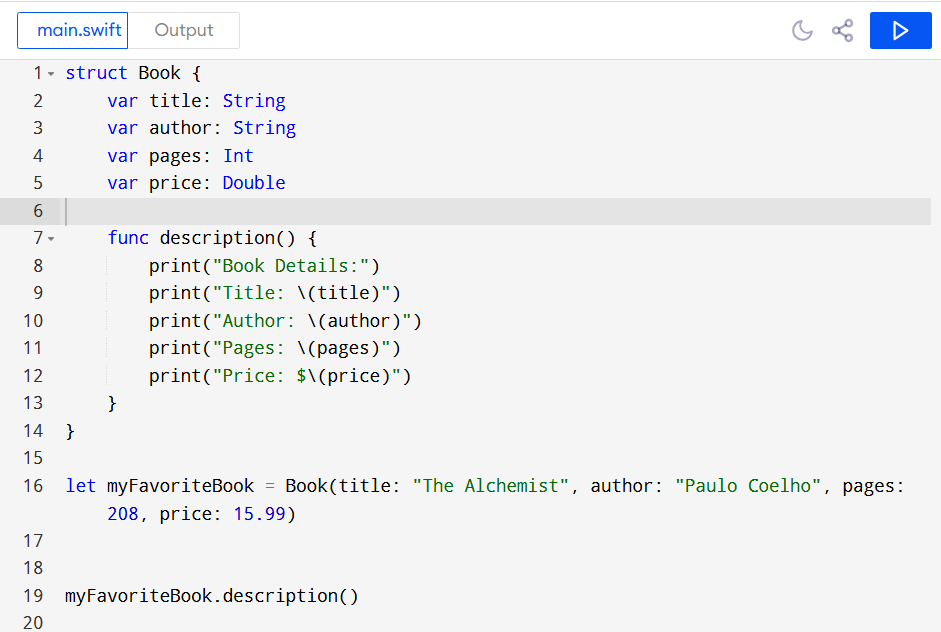 main.swift Output
1 struct Book {
2     var title: String
3     var author: String
4     var pages: Int
5     var price: Double
6
7     func description() {
8         print("Book Details:")
9         print("Title: \(title)")
10         print("Author: \(author)")
11         print("Pages: \(pages)")
12         print("Price: $\(price)")
13     }
14 }
15
16 let myFavoriteBook = Book(title: "The Alchemist", author: "Paulo Coelho", pages:
    208, price: 15.99)
17
18
19 myFavoriteBook.description()
20